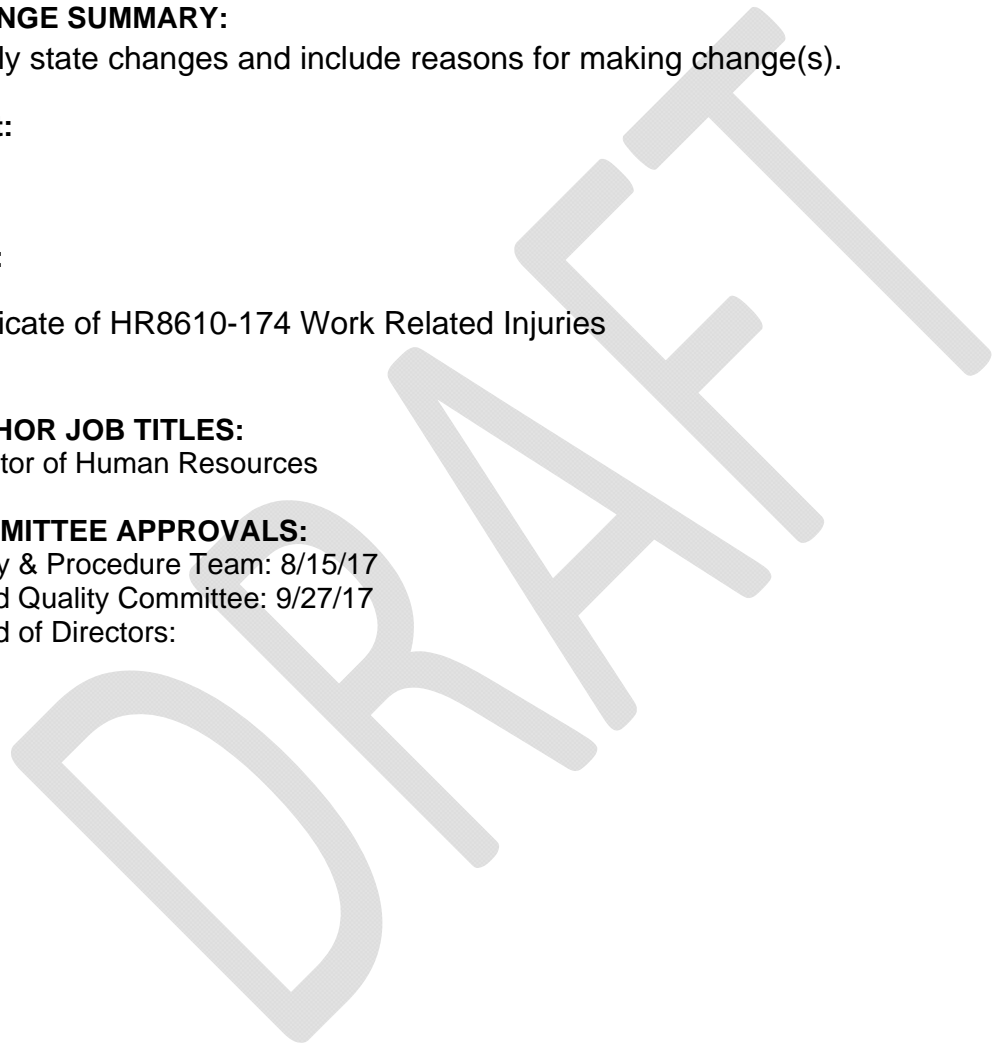 NGE SUMMARY:
ly state changes and include reasons for making change(s).
t:
:
icate of HR8610-174 Work Related Injuries
HOR JOB TITLES:
tor of Human Resources
MITTEE APPROVALS:
y & Procedure Team: 8/15/17
d Quality Committee: 9/27/17
d of Directors:
DRAFT